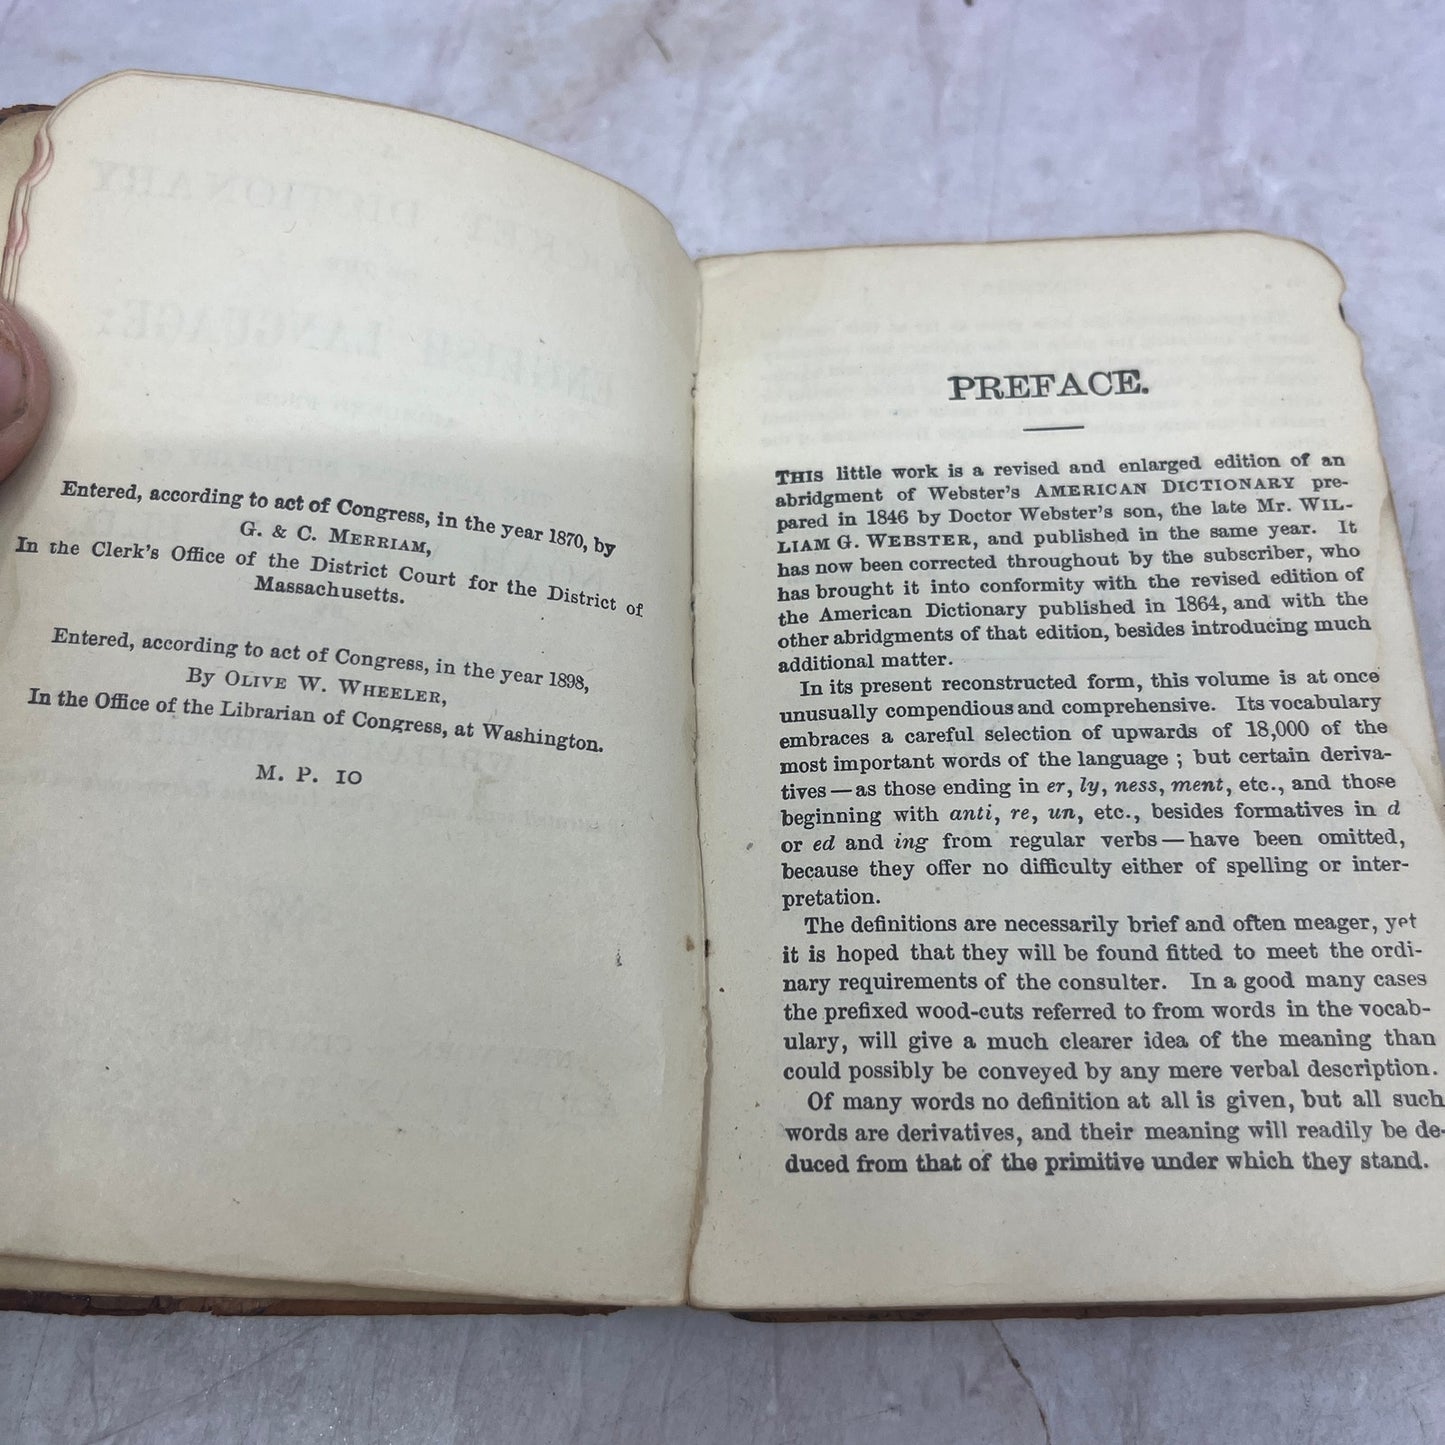 Entered, according to act of Congress, in the year 1870, by
G. & C. MERRIAM,
In the Clerk's Office of the District Court for the District of
Massachusetts.
Entered, according to act of Congress, in the year 1898,
By OLIVE W. WHEELER,
In the Office of the Librarian of Congress, at Washington.
M. P. 10
PREFACE.
THIS little work is a revised and enlarged edition of an
abridgment of Webster's AMERICAN DICTIONARY pre-
pared in 1846 by Doctor Webster's son, the late Mr. WIL-
LIAM G. WEBSTER, and published in the same year. It
has now been corrected throughout by the subscriber, who
has brought it into conformity with the revised edition of
the American Dictionary published in 1864, and with the
other abridgments of that edition, besides introducing much
additional matter.
In its present reconstructed form, this volume is at once
unusually compendious and comprehensive. Its vocabulary
embraces a careful selection of upwards of 18,000 of the
most important words of the language ; but certain deriva-
tives — as those ending in er, ly, ness, ment, etc., and those
beginning with anti, re, un, etc., besides formatives in d
or ed and ing from regular verbs — have been omitted,
because they offer no difficulty either of spelling or inter-
pretation.
The definitions are necessarily brief and often meager, yet
it is hoped that they will be found fitted to meet the ordi-
nary requirements of the consulter. In a good many cases
the prefixed wood-cuts referred to from words in the vocab-
ulary, will give a much clearer idea of the meaning than
could possibly be conveyed by any mere verbal description.
Of many words no definition at all is given, but all such
words are derivatives, and their meaning will readily be de-
duced from that of the primitive under which they stand.